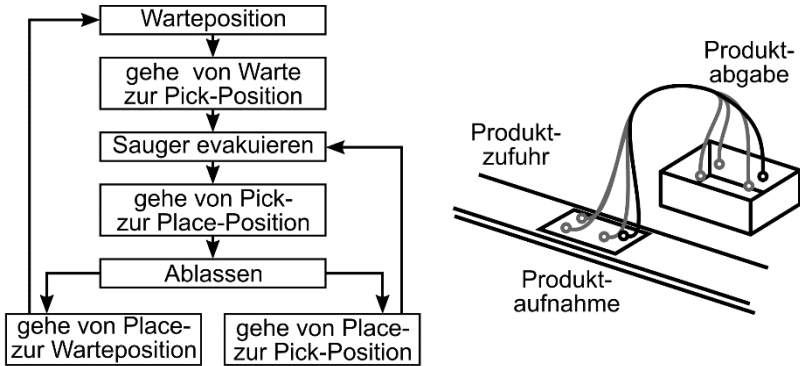 Warteposition
gehe von Warte
zur Pick-Position
Sauger evakuieren
gehe von Pick-
zur Place-Position
Ablassen
gehe von Place-
zur Warteposition
gehe von Place-
zur Pick-Position
Produkt-
abgabe
Produkt-
zufuhr
Produkt-
aufnahme